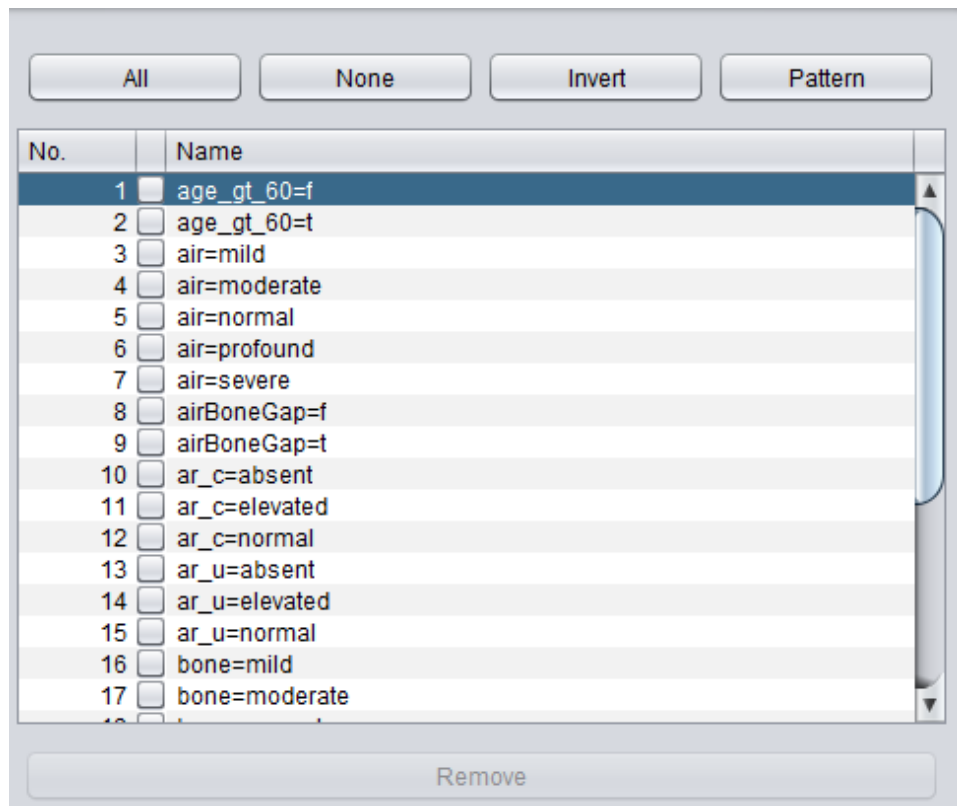 All None Invert Pattern
No. Name
1 age_gt_60=f
2 age_gt_60=t
3 air=mild
4 air=moderate
5 air=normal
6 air=profound
7 air=severe
8 airBoneGap=f
9 airBoneGap=t
10 ar_c=absent
11 ar_c=elevated
12 ar_c=normal
13 ar_u=absent
14 ar_u=elevated
15 ar_u=normal
16 bone=mild
17 bone=moderate
Remove